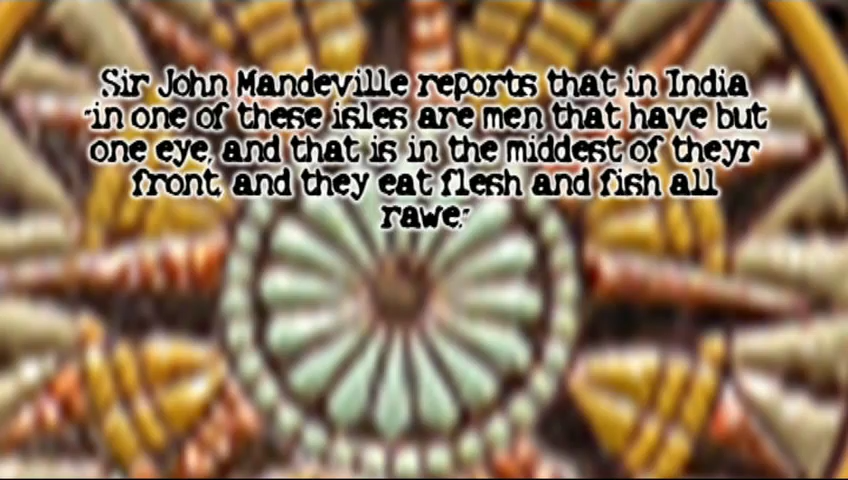 Sir John Mandeville reports that in India
"in one of these isles are men that have but
one eye, and that is in the middest of theyr
front, and they eat flesh and fish all
rawe."